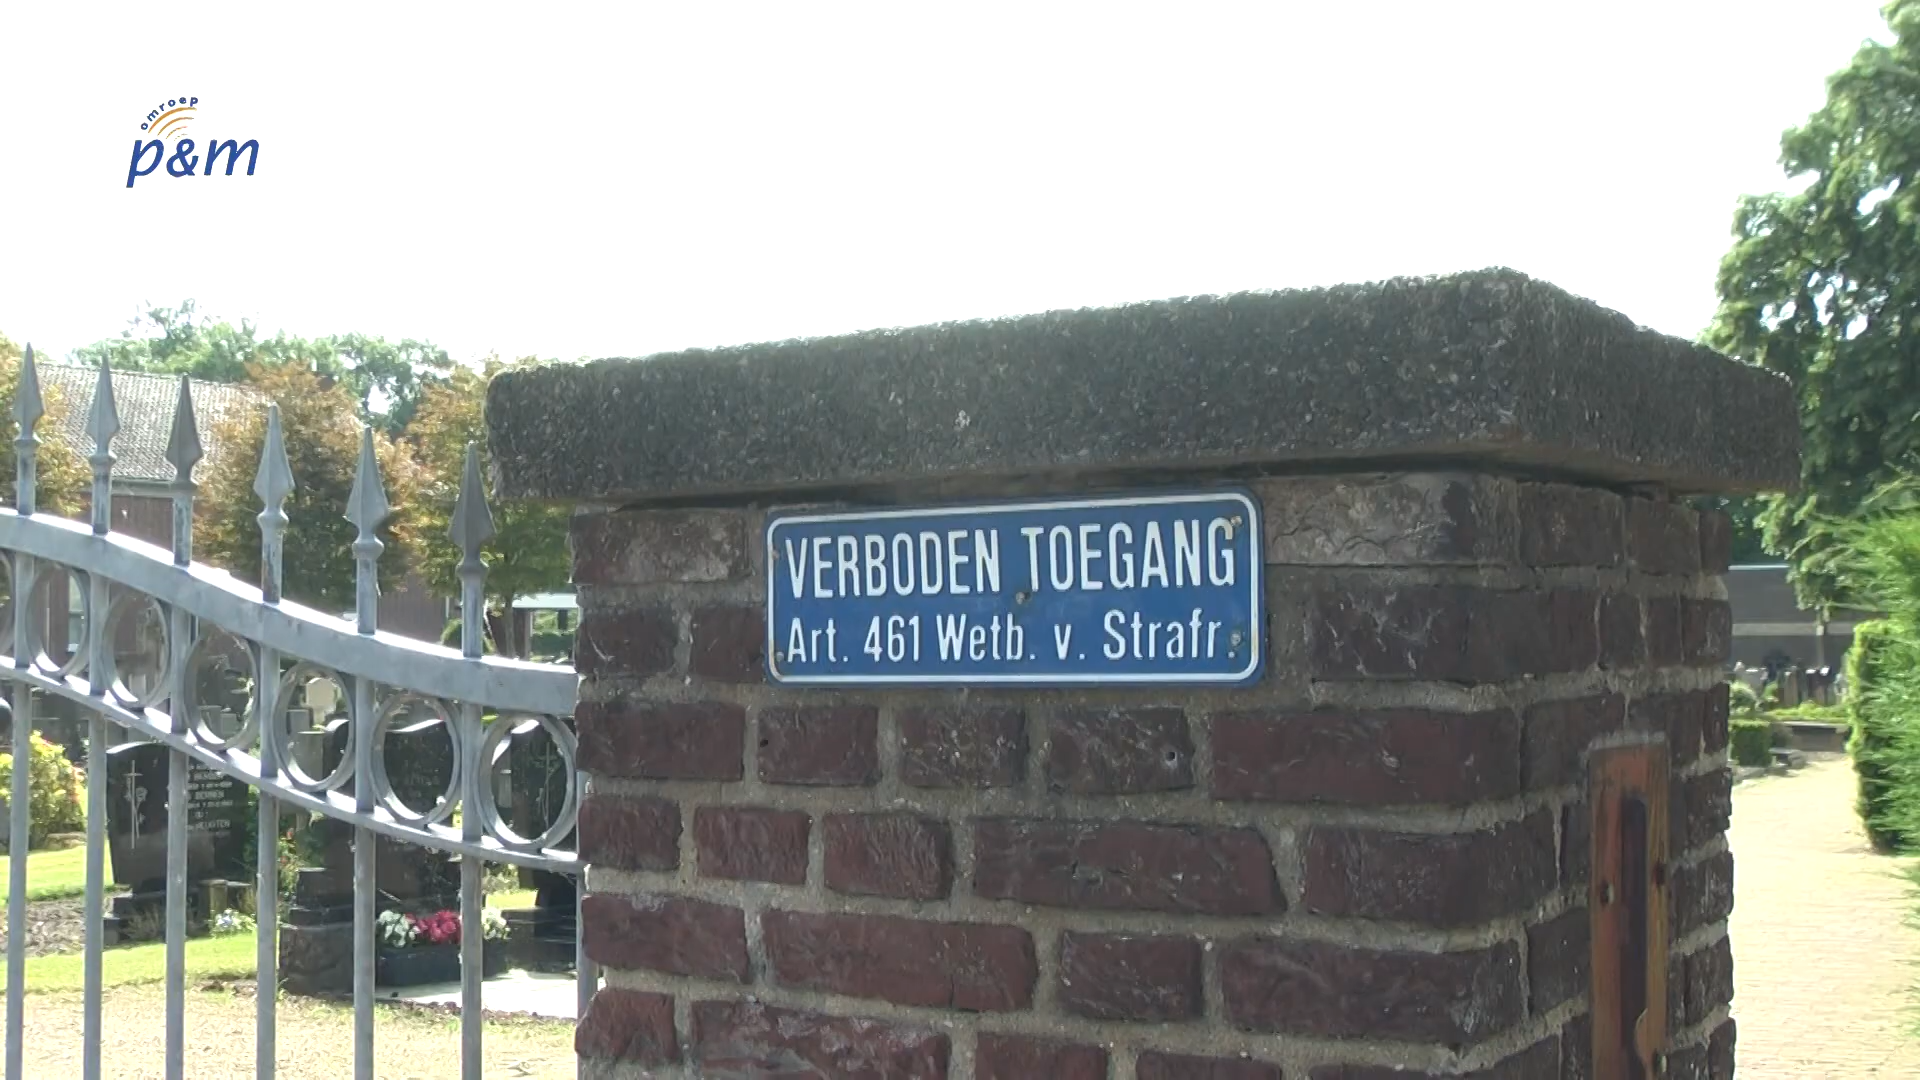 omroep
p&m
VERBODEN TOEGANG
Art. 461 Wetb. v. Strafr.